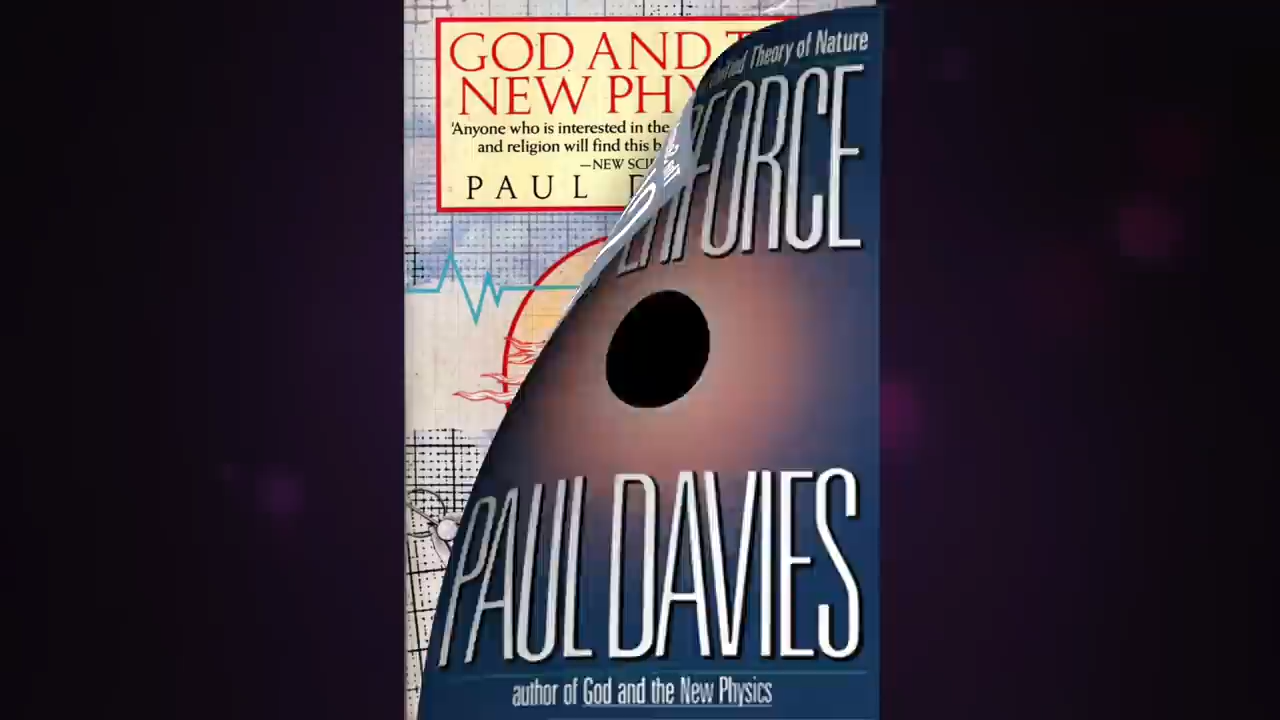 GOD AND
NEW PHY
'Anyone who is interested in the
and religion will find this b
—NEW SCI
PAUL D
Theory of Nature
ERFORCE
PAUL DAVIES
author of God and the New Physics